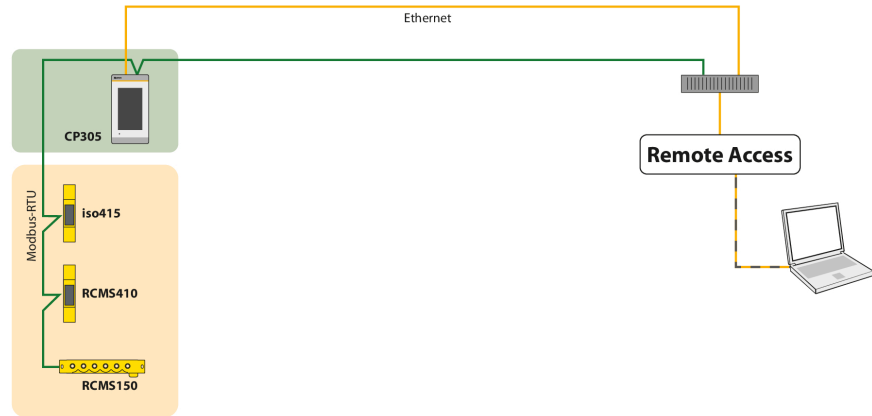 Ethernet
CP305
Remote Access
Modbus-RTU
iso415
RCMS410
RCMS150